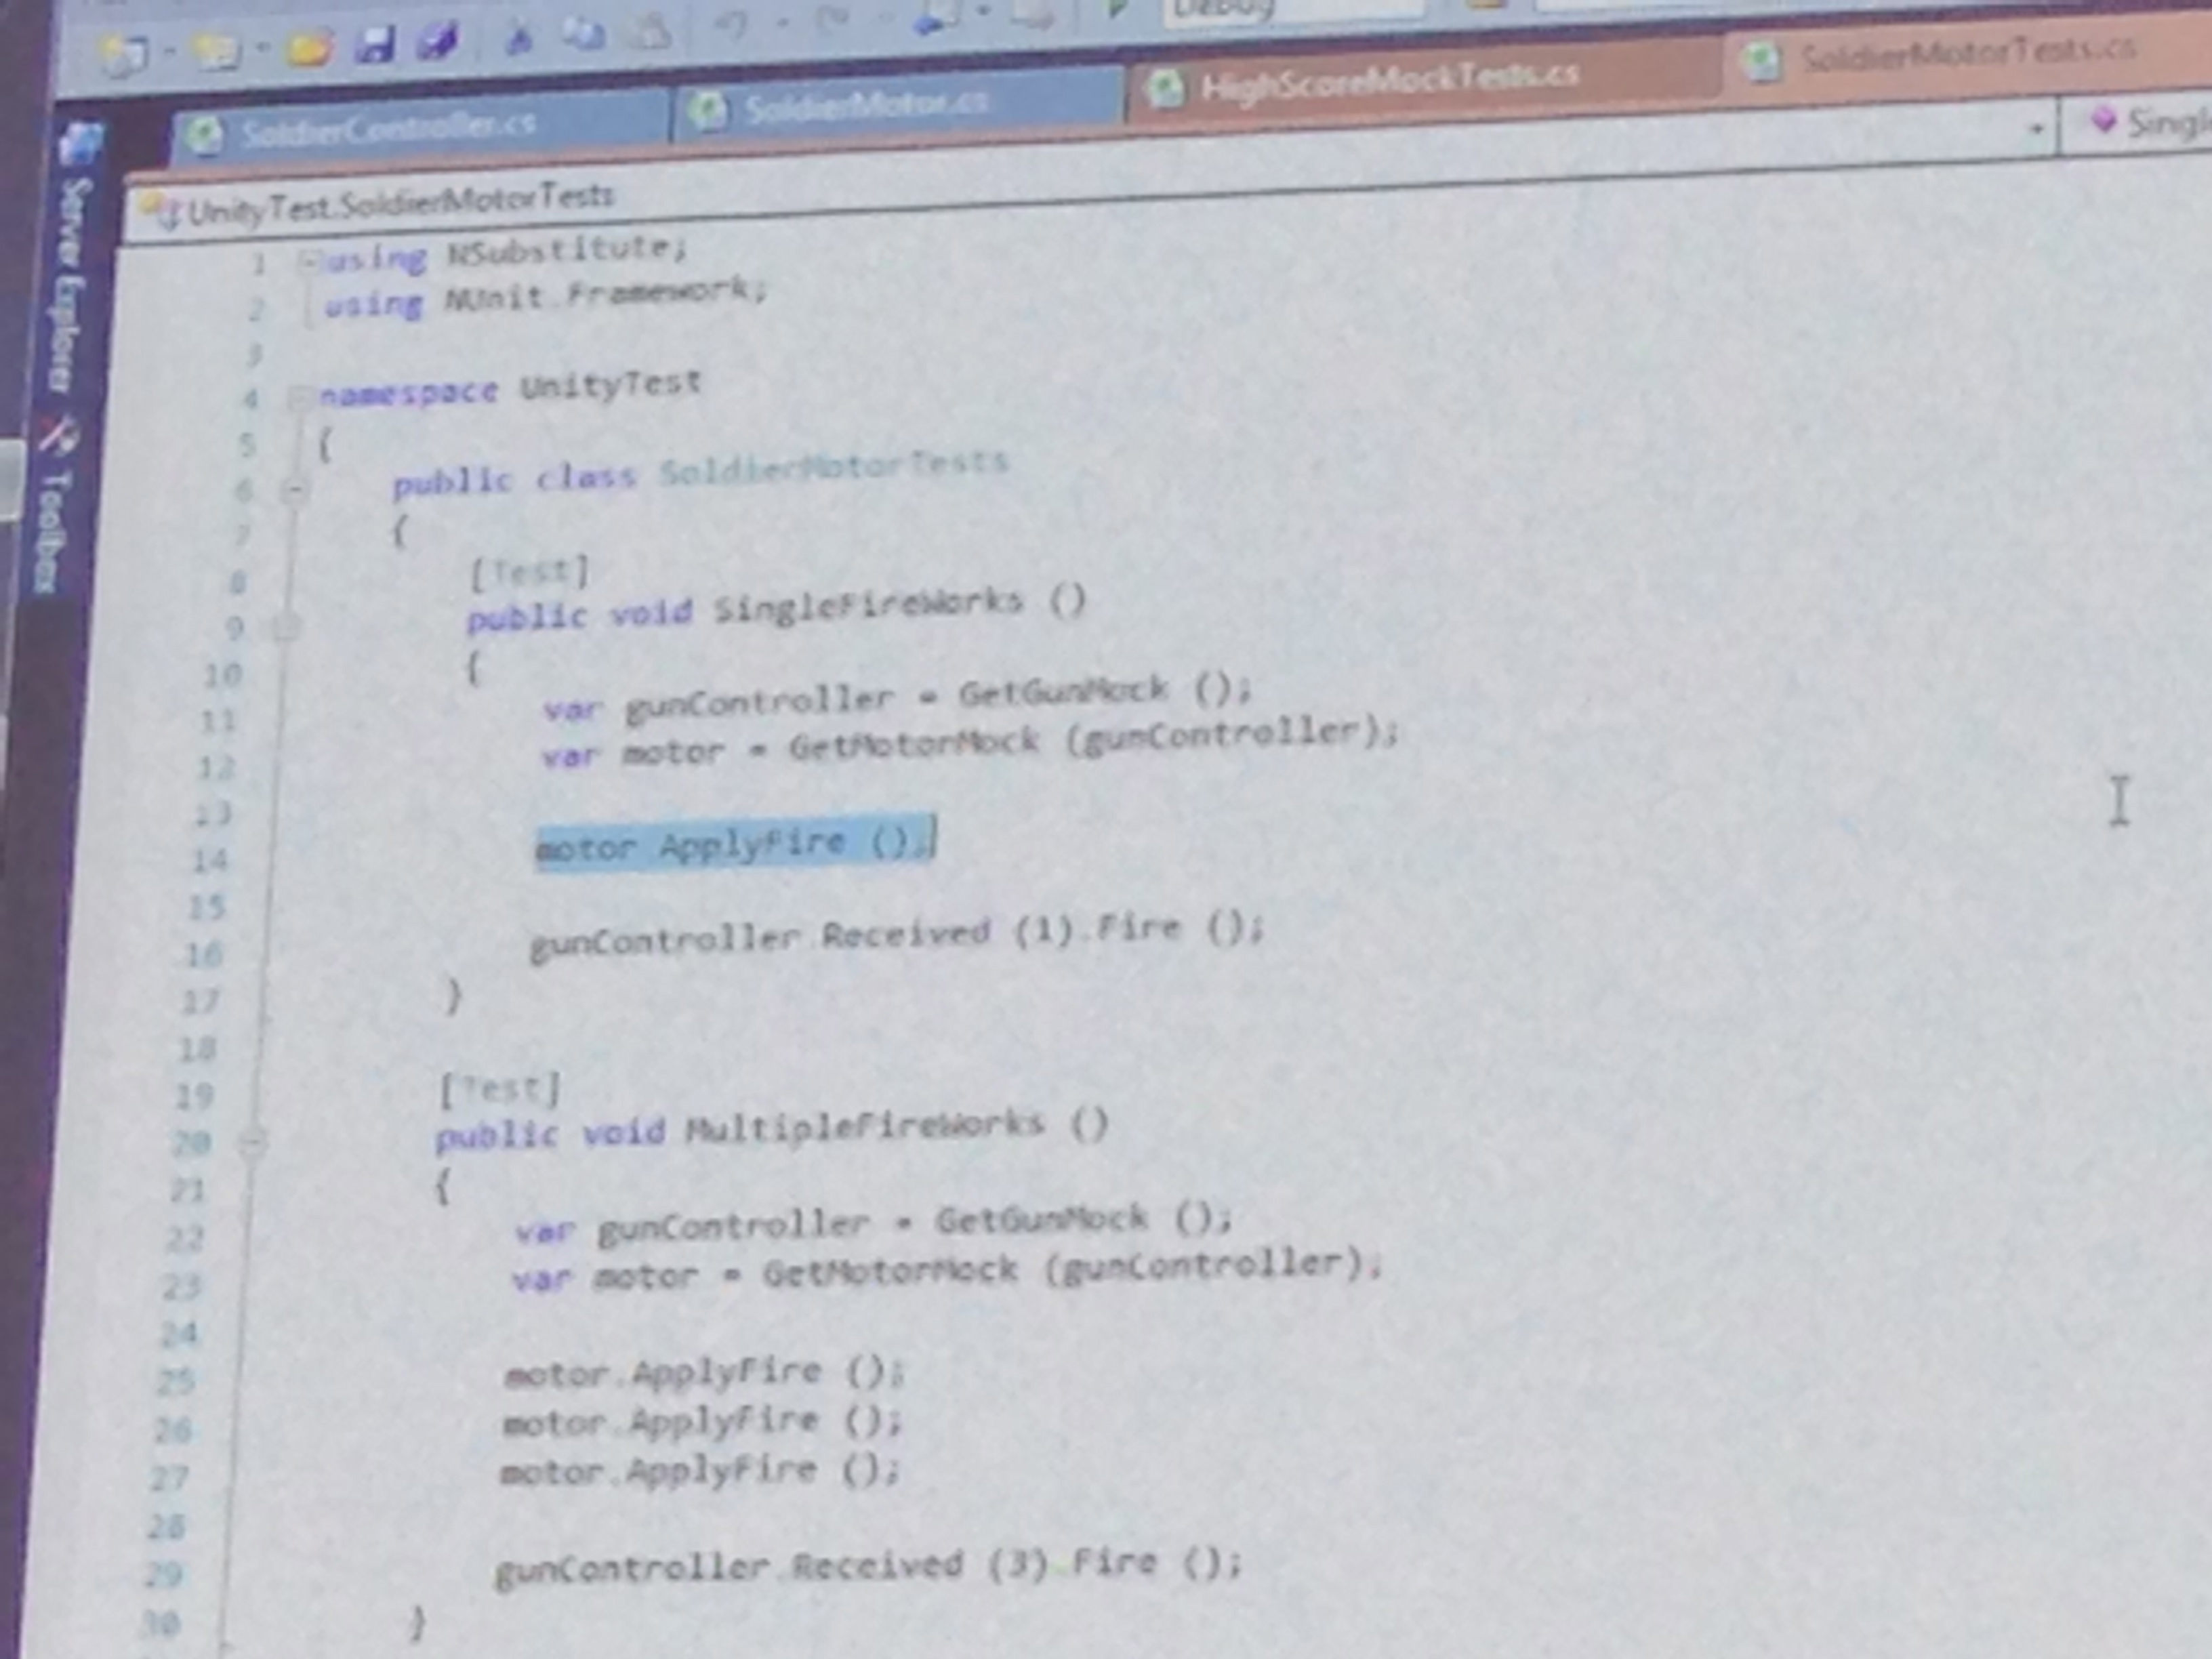 Debug
SoldierController.cs
SoldierMotor.cs
HighScoreMockTests.cs
SoldierMotorTests.cs
Server Explorer
Toolbox
UnityTest.SoldierMotorTests
1 using NSubstitute;
2 using NUnit.Framework;
3
4 namespace UnityTest
5 {
6 public class SoldierMotorTests
7 {
8 [Test]
9 public void SingleFireWorks ()
10 {
11 var gunController = GetGunMock ();
12 var motor = GetMotorMock (gunController);
13
14 motor.ApplyFire ();
15
16 gunController.Received (1).Fire ();
17 }
18
19 [Test]
20 public void MultipleFireWorks ()
21 {
22 var gunController = GetGunMock ();
23 var motor = GetMotorMock (gunController);
24
25 motor.ApplyFire ();
26 motor.ApplyFire ();
27 motor.ApplyFire ();
28
29 gunController.Received (3).Fire ();
30 }